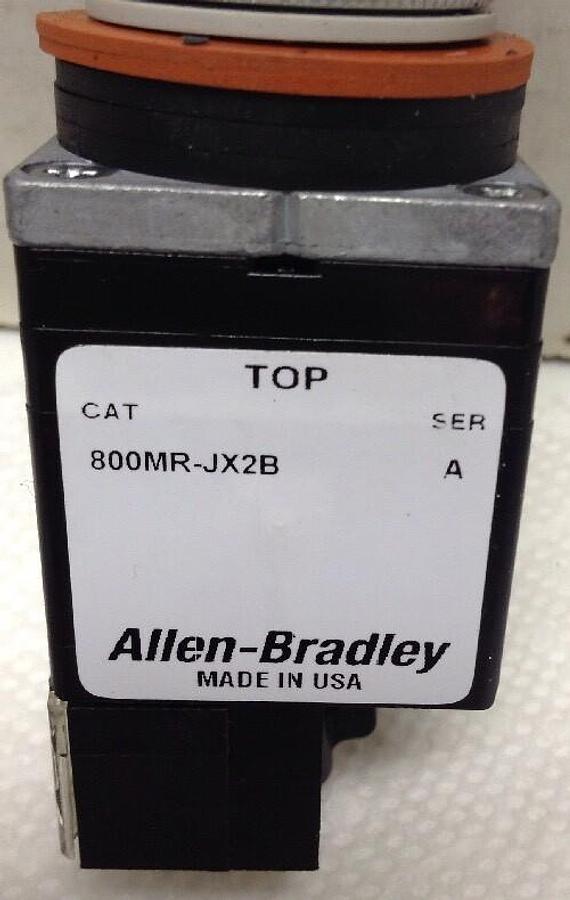 TOP
CAT SER
800MR-JX2B A
Allen-Bradley
MADE IN USA